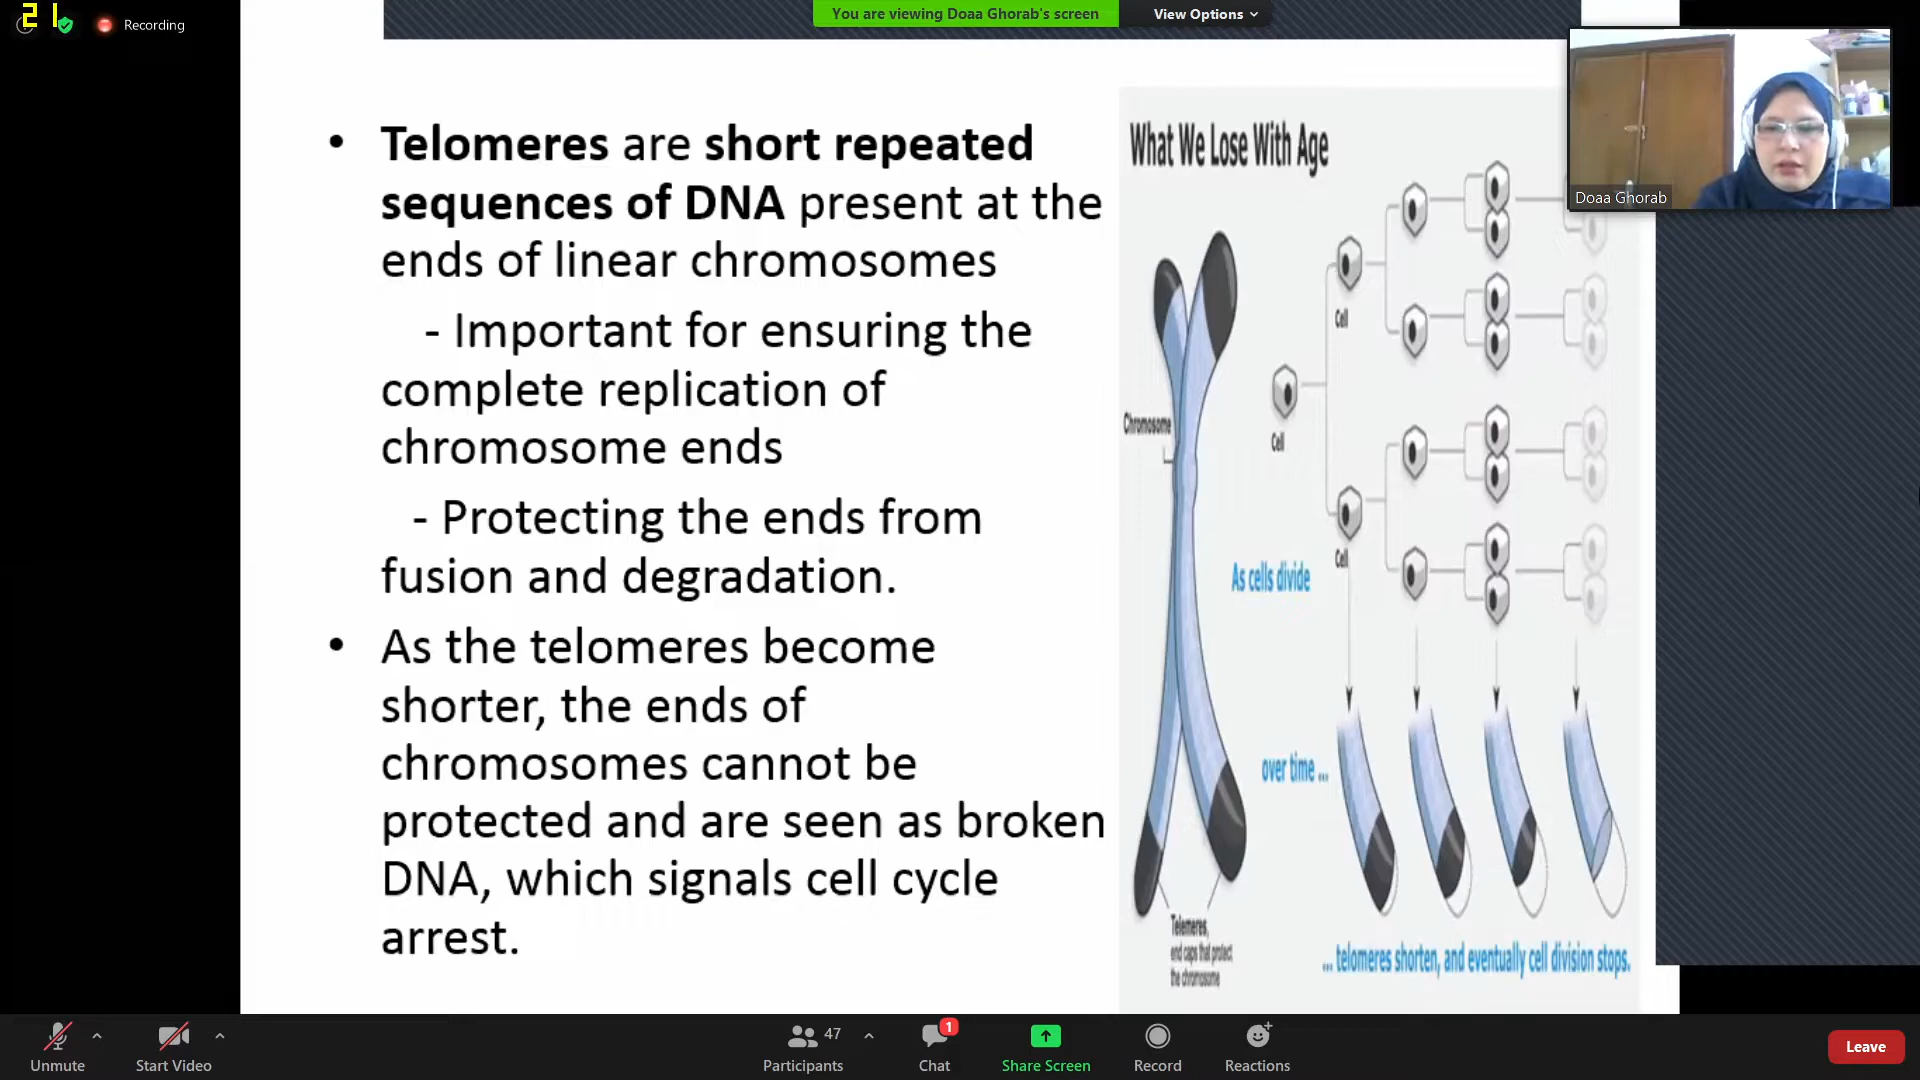 21
Recording
You are viewing Doaa Ghorab's screen
View Options
Doaa Ghorab
• Telomeres are short repeated
sequences of DNA present at the
ends of linear chromosomes
- Important for ensuring the
complete replication of
chromosome ends
- Protecting the ends from
fusion and degradation.
• As the telomeres become
shorter, the ends of
chromosomes cannot be
protected and are seen as broken
DNA, which signals cell cycle
arrest.
What We Lose With Age
Chromosome
Cell
Cell
Cell
As cells divide
over time ...
Telomeres,
end caps that protect
the chromosome
... telomeres shorten, and eventually cell division stops.
Unmute
Start Video
47
Participants
1
Chat
Share Screen
Record
Reactions
Leave